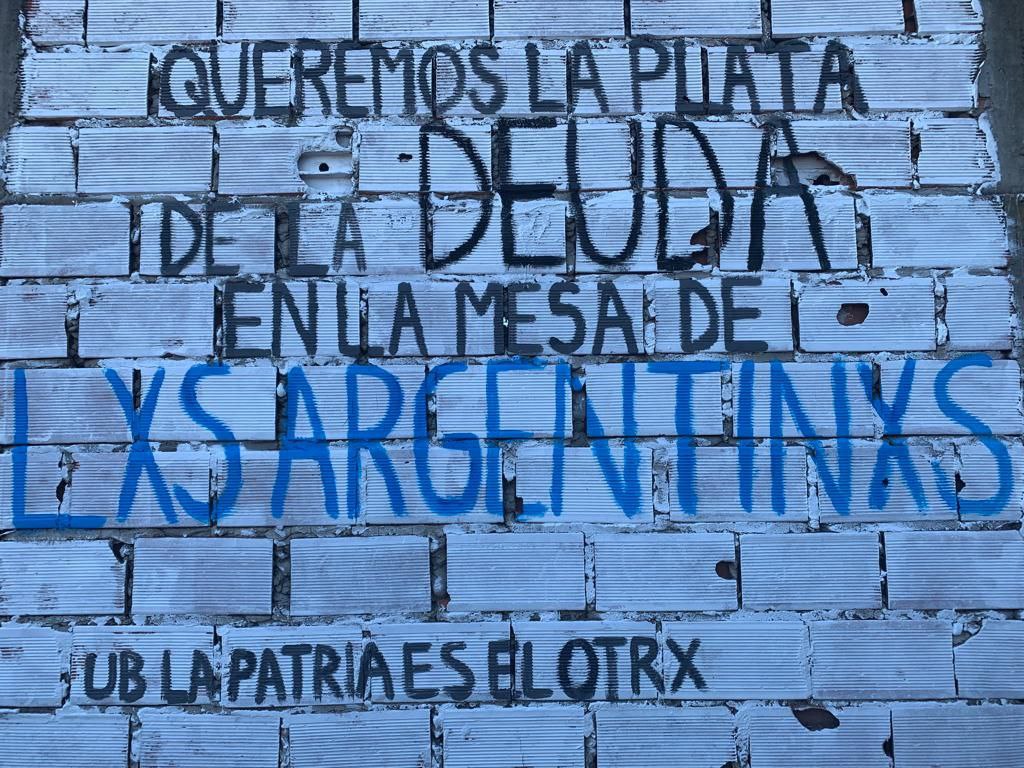 QUEREMOS LA PLATA
DE LA DEUDA
EN LA MESA DE
LXS ARGENTINXS
UB LA PATRIA ES EL OTRX